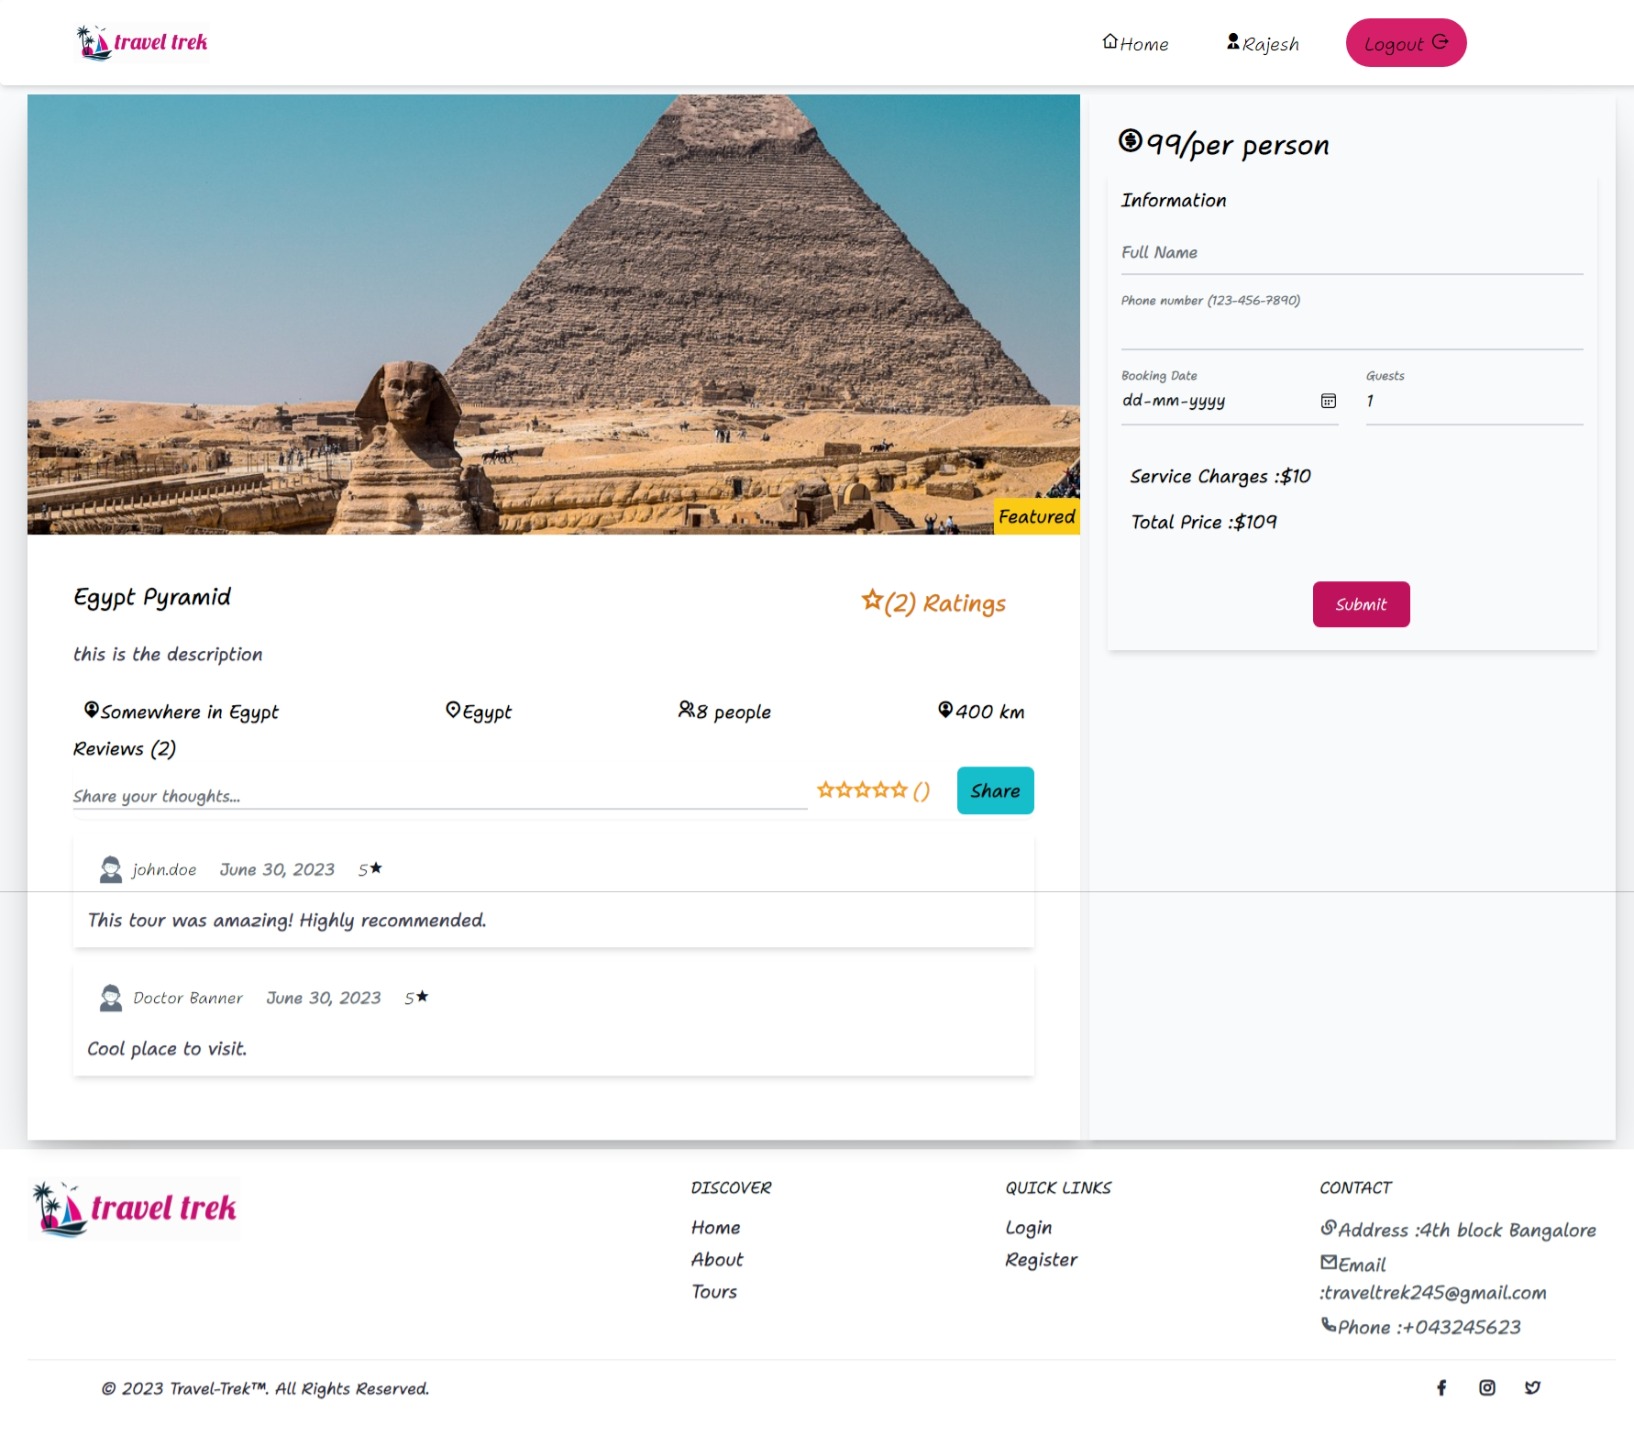 travel trek
Home
Rajesh
Logout
99/per person
Information
Full Name
Phone number (123-456-7890)
Booking Date
Guests
dd-mm-yyyy
1
Service Charges :$10
Total Price :$109
Submit
Featured
Egypt Pyramid
(2) Ratings
this is the description
Somewhere in Egypt
Egypt
8 people
400 km
Reviews (2)
Share your thoughts...
()
Share
john.doe June 30, 2023 5★
This tour was amazing! Highly recommended.
Doctor Banner June 30, 2023 5★
Cool place to visit.
travel trek
DISCOVER
Home
About
Tours
QUICK LINKS
Login
Register
CONTACT
Address :4th block Bangalore
Email
:traveltrek245@gmail.com
Phone :+043245623
© 2023 Travel-Trek™. All Rights Reserved.